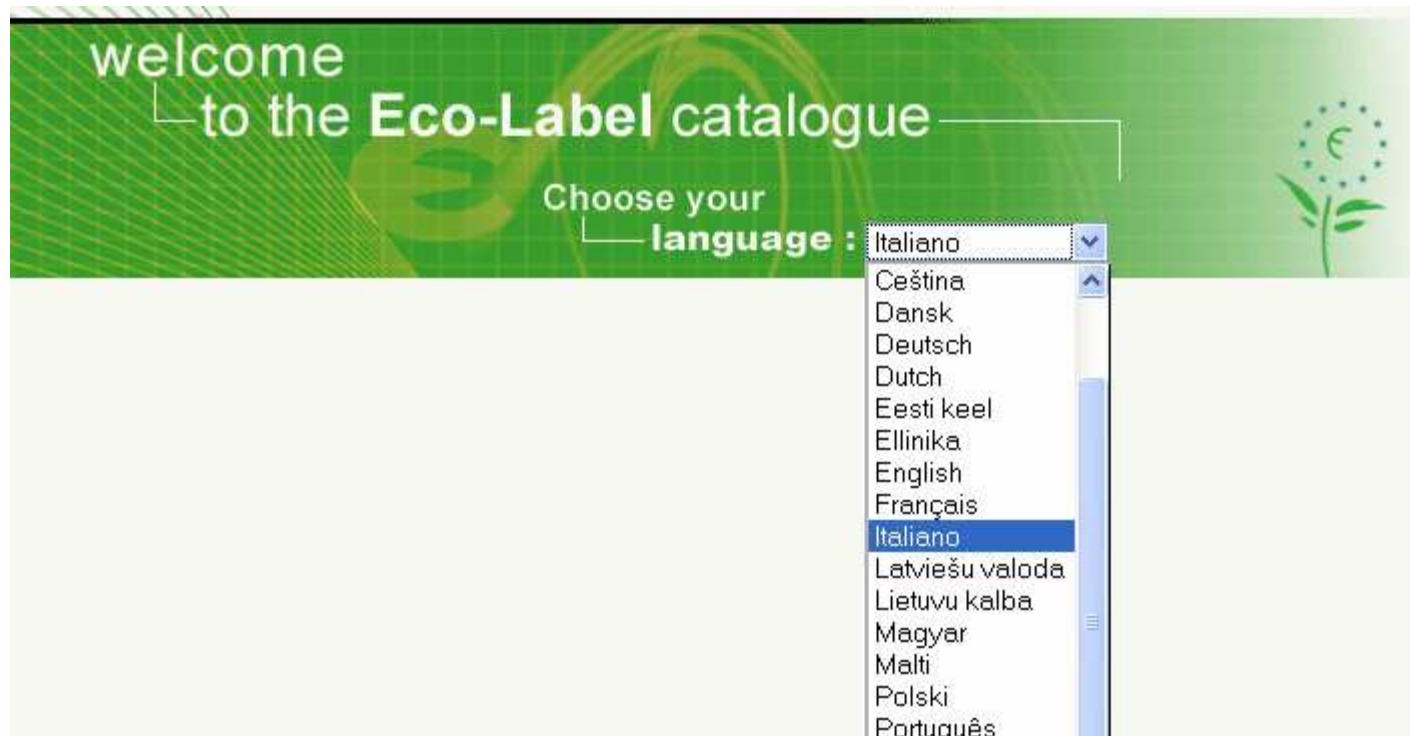 welcome
to the Eco-Label catalogue
Choose your
language :
Italiano
Ceština
Dansk
Deutsch
Dutch
Eesti keel
Ellinika
English
Français
Italiano
Latviešu valoda
Lietuvu kalba
Magyar
Malti
Polski
Português